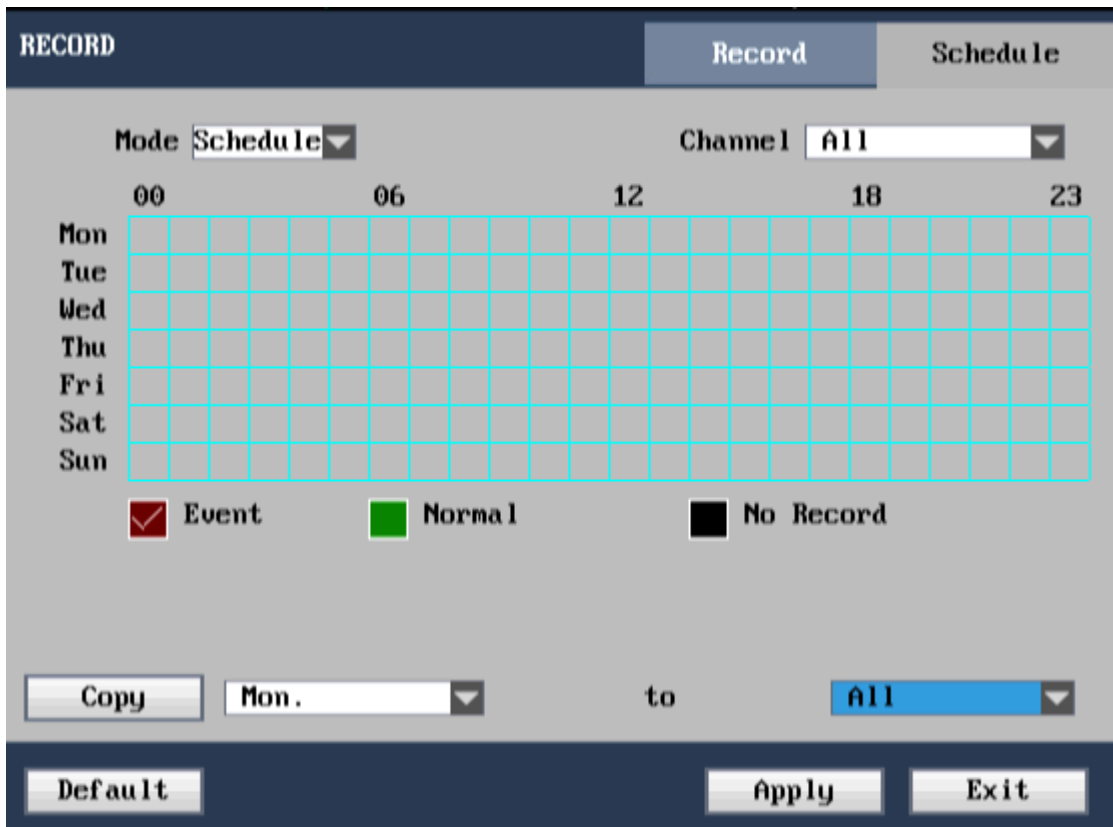 RECORD Record Schedule
Mode Schedule Channel All
00 06 12 18 23
Mon
Tue
Wed
Thu
Fri
Sat
Sun
Event Normal No Record
Copy Mon. to All
Default Apply Exit